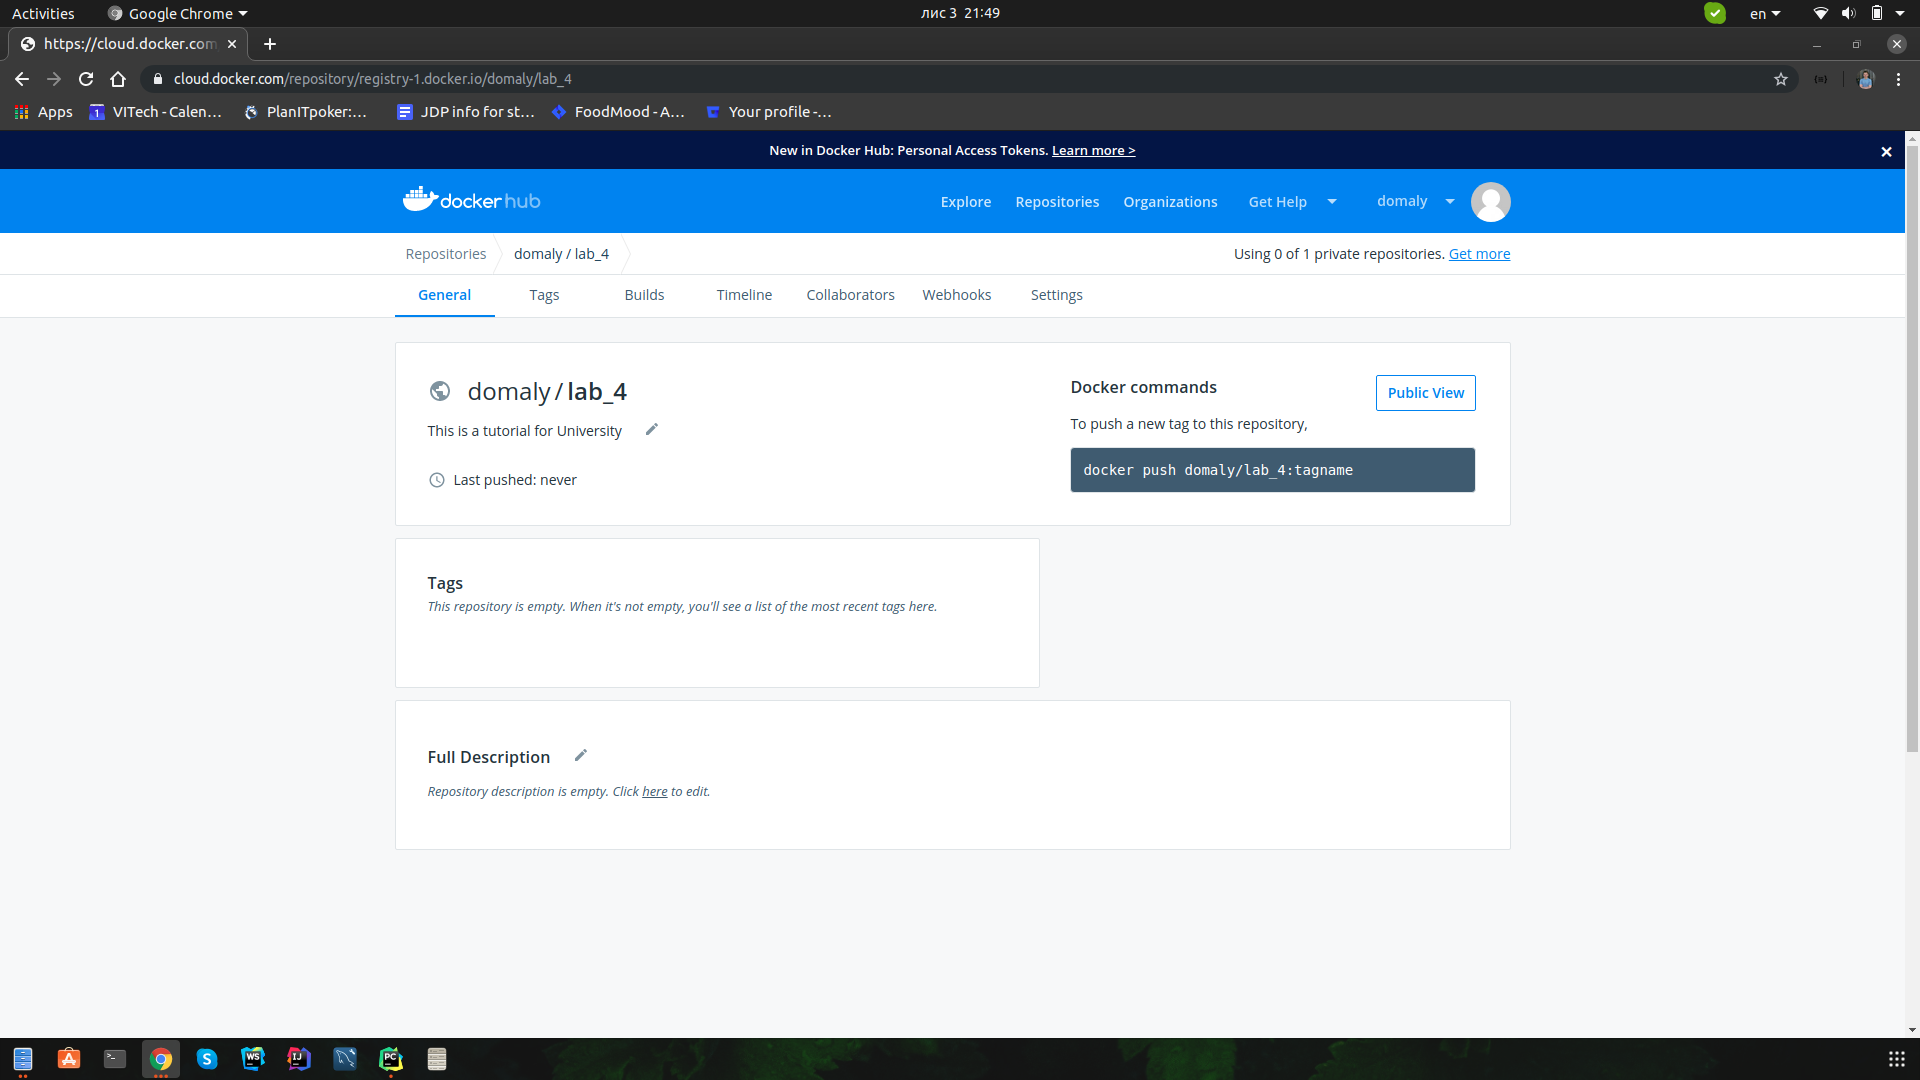 Activities Google Chrome лис 3 21:49 en
https://cloud.docker.com
cloud.docker.com/repository/registry-1.docker.io/domaly/lab_4
Apps 1 VITech - Calen... PlanITpoker:... JDP info for st... FoodMood - A... Your profile -...
New in Docker Hub: Personal Access Tokens. Learn more >
docker hub Explore Repositories Organizations Get Help domaly
Repositories domaly / lab_4 Using 0 of 1 private repositories. Get more
General Tags Builds Timeline Collaborators Webhooks Settings
domaly / lab_4
This is a tutorial for University
Last pushed: never
Docker commands
Public View
To push a new tag to this repository,
docker push domaly/lab_4:tagname
Tags
This repository is empty. When it's not empty, you'll see a list of the most recent tags here.
Full Description
Repository description is empty. Click here to edit.
A >_ S WS IJ PC